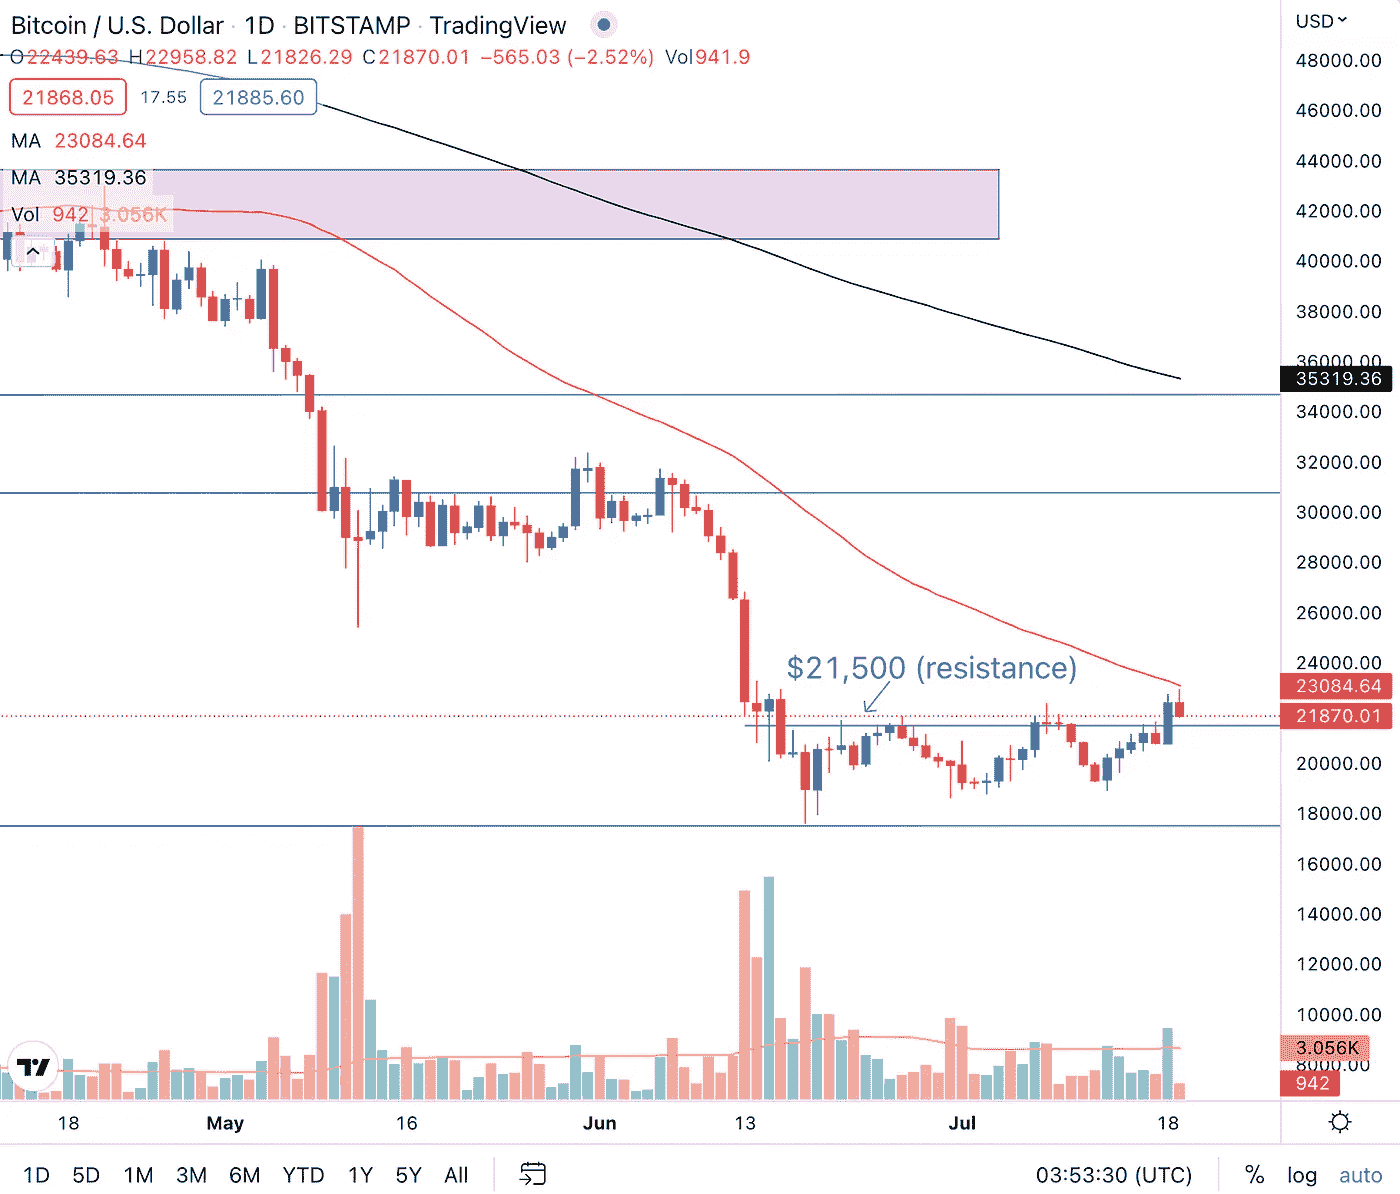 Bitcoin / U.S. Dollar · 1D · BITSTAMP · TradingView
O22439.63 H22958.82 L21826.29 C21870.01 −565.03 (−2.52%) Vol941.9
21868.05 17.55 21885.60
MA 23084.64
MA 35319.36
Vol 942 3.056K
USD
48000.00
46000.00
44000.00
42000.00
40000.00
38000.00
36000.00
35319.36
34000.00
32000.00
30000.00
28000.00
26000.00
24000.00
$21,500 (resistance)
23084.64
21870.01
20000.00
18000.00
16000.00
14000.00
12000.00
10000.00
3.056K
8000.00
942
18 May 16 Jun 13 Jul 18
1D 5D 1M 3M 6M YTD 1Y 5Y All 03:53:30 (UTC) % log auto